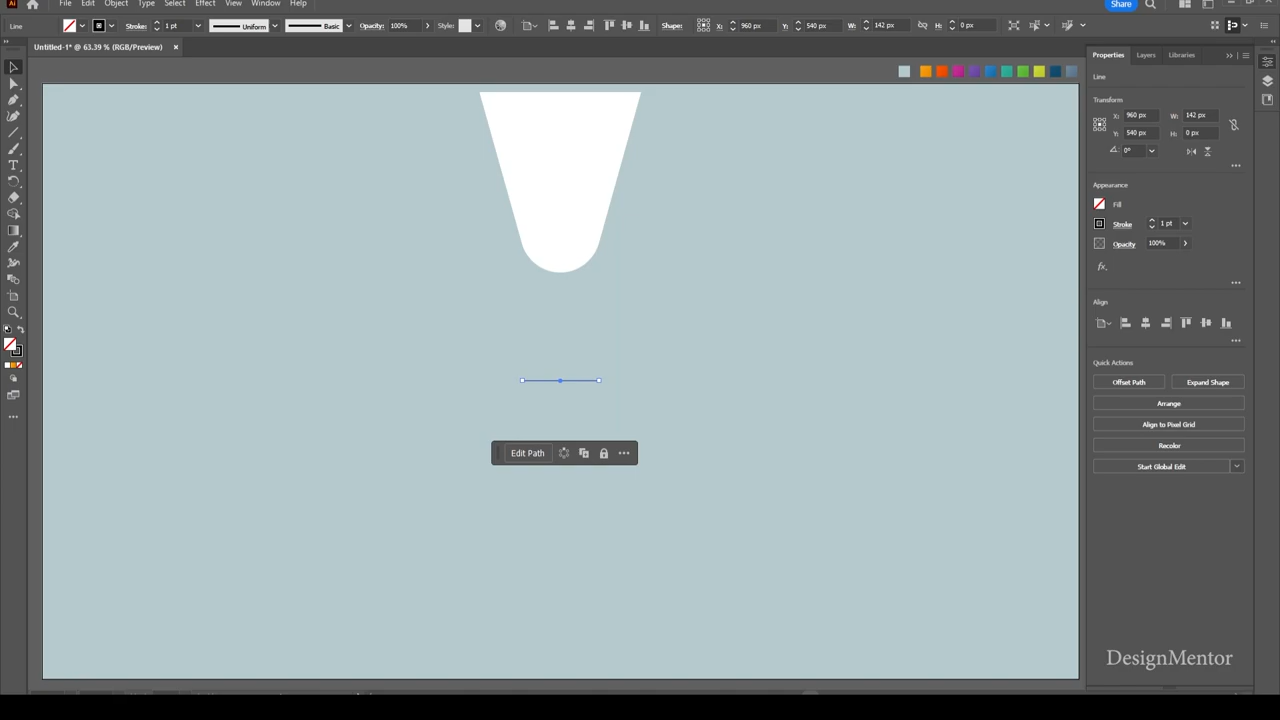 File Edit Object Type Select Effect View Window Help
Share
Line Stroke: 1 pt Uniform Basic Opacity: 100% Style: Shape: X: 960 px Y: 540 px W: 142 px H: 0 px
Untitled-1* @ 63.39 % (RGB/Preview)
Properties Layers Libraries
Line
Transform
X: 960 px W: 142 px
Y: 540 px H: 0 px
0°
Appearance
Fill
Stroke 1 pt
Opacity 100%
fx.
Align
Quick Actions
Offset Path Expand Shape
Arrange
Align to Pixel Grid
Recolor
Start Global Edit
Edit Path
DesignMentor